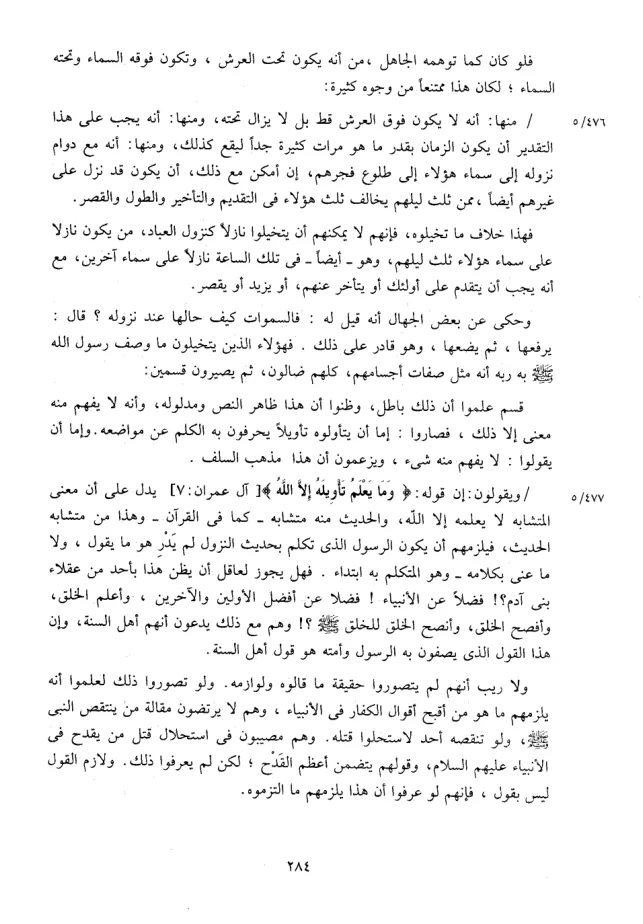 فلو كان كما توهمه الجاهل ،من أنه يكون تحت العرش ، وتكون فوقه السماء وتحته
السماء ؛ لكان هذا ممتنعاً من وجوه كثيرة:
٥/٤٧٦ / منها: أنه لا يكون فوق العرش قط بل لا يزال تحته، ومنها: أنه يجب على هذا
التقدير أن يكون الزمان بقدر ما هو مرات كثيرة جداً ليقع كذلك، ومنها: أنه مع دوام
نزوله إلى سماء هؤلاء إلى طلوع فجرهم، إن أمكن مع ذلك، أن يكون قد نزل على
غيرهم أيضاً ،ممن ثلث ليلهم يخالف ثلث هؤلاء فى التقديم والتأخير والطول والقصر.
فهذا خلاف ما تخيلوه، فإنهم لا يمكنهم أن يتخيلوا نازلاً كنزول العباد، من يكون نازلا
على سماء هؤلاء ثلث ليلهم، وهو ـ أيضاً ـ فى تلك الساعة نازلاً على سماء آخرين، مع
أنه يجب أن يتقدم على أولئك أو يتأخر عنهم، أو يزيد أو يقصر.
وحكى عن بعض الجهال أنه قيل له : فالسموات كيف حالها عند نزوله ؟ قال :
يرفعها ، ثم يضعها ، وهو قادر على ذلك . فهؤلاء الذين يتخيلون ما وصف رسول الله
ﷺ به ربه أنه مثل صفات أجسامهم، كلهم ضالون، ثم يصيرون قسمين:
قسم علموا أن ذلك باطل، وظنوا أن هذا ظاهر النص ومدلوله، وأنه لا يفهم منه
معنى إلا ذلك ، فصاروا : إما أن يتأولوه تأويلاً يحرفون به الكلم عن مواضعه.وإما أن
يقولوا : لا يفهم منه شىء ، ويزعمون أن هذا مذهب السلف .
٥/٤٧٧ /ويقولون:إن قوله: ﴿ وَمَا يَعْلَمُ تَأْوِيلَهُ إِلاَّ اللَّهُ ﴾[ آل عمران:٧] يدل على أن معنى
المتشابه لا يعلمه إلا الله، والحديث منه متشابه ـ كما فى القرآن ـ وهذا من متشابه
الحديث، فيلزمهم أن يكون الرسول الذى تكلم بحديث النزول لم يَدْرِ هو ما يقول ، ولا
ما عنى بكلامه ـ وهو المتكلم به ابتداء . فهل يجوز لعاقل أن يظن هذا بأحد من عقلاء
بنى آدم؟! فضلاً عن الأنبياء ! فضلا عن أفضل الأولين والآخرين ، وأعلم الخلق،
وأفصح الخلق، وأنصح الخلق للخلق ﷺ ؟! وهم مع ذلك يدعون أنهم أهل السنة، وإن
هذا القول الذى يصفون به الرسول وأمته هو قول أهل السنة.
ولا ريب أنهم لم يتصوروا حقيقة ما قالوه ولوازمه. ولو تصوروا ذلك لعلموا أنه
يلزمهم ما هو من أقبح أقوال الكفار فى الأنبياء ، وهم لا يرتضون مقالة من ينتقص النبى
ﷺ، ولو تنقصه أحد لاستحلوا قتله. وهم مصيبون فى استحلال قتل من يقدح فى
الأنبياء عليهم السلام، وقولهم يتضمن أعظم القَدْح ؛ لكن لم يعرفوا ذلك. ولازم القول
ليس بقول ، فإنهم لو عرفوا أن هذا يلزمهم ما التزموه.
٢٨٤